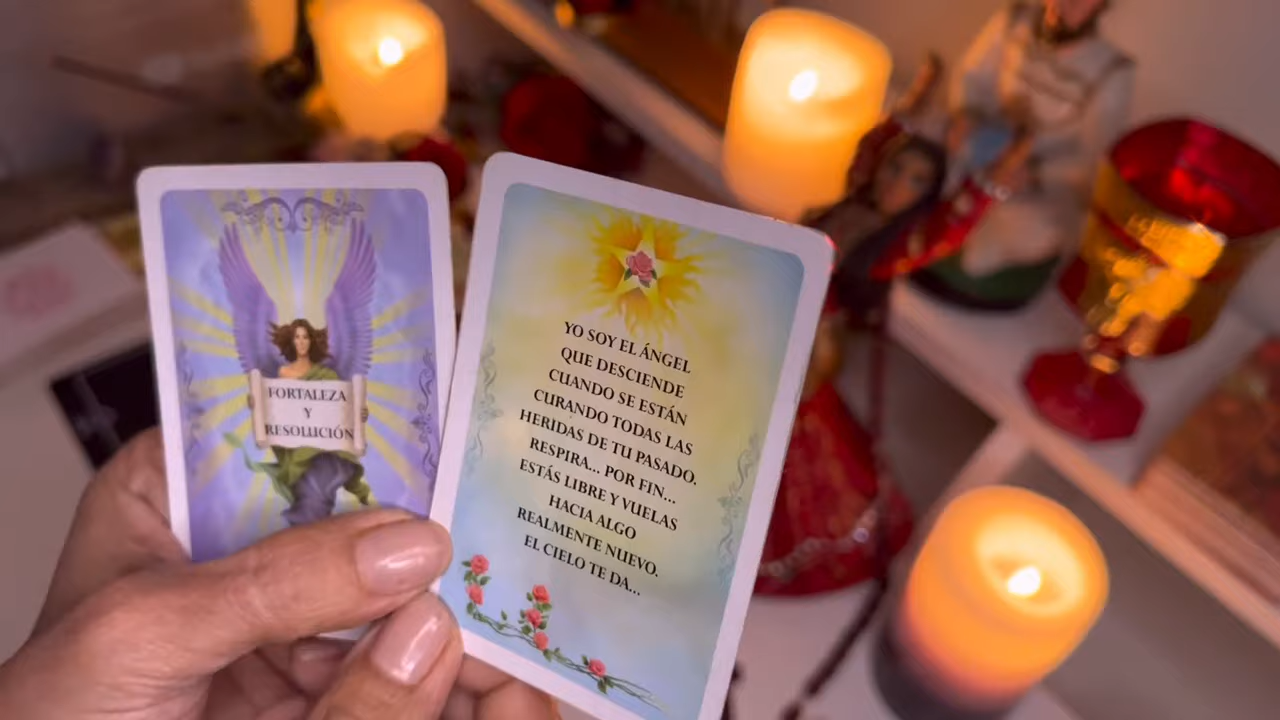 FORTALEZA
Y
RESOLUCIÓN
YO SOY EL ÁNGEL
QUE DESCIENDE
CUANDO SE ESTÁN
CURANDO TODAS LAS
HERIDAS DE TU PASADO.
RESPIRA... POR FIN...
ESTÁS LIBRE Y VUELAS
HACIA ALGO
REALMENTE NUEVO.
EL CIELO TE DA...